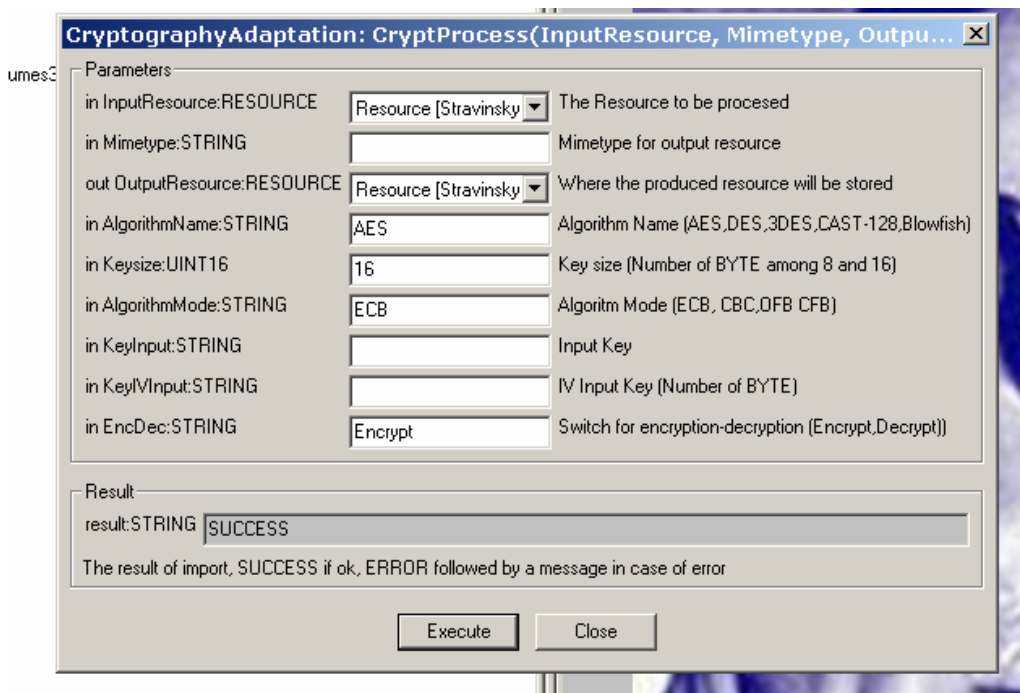 CryptographyAdaptation: CryptProcess(InputResource, Mimetype, Outpu...
umes3
Parameters
in InputResource:RESOURCE Resource [Stravinsky The Resource to be procesed
in Mimetype:STRING Mimetype for output resource
out OutputResource:RESOURCE Resource [Stravinsky Where the produced resource will be stored
in AlgorithmName:STRING AES Algorithm Name (AES,DES,3DES,CAST-128,Blowfish)
in Keysize:UINT16 16 Key size (Number of BYTE among 8 and 16)
in AlgorithmMode:STRING ECB Algoritm Mode (ECB, CBC,OFB CFB)
in KeyInput:STRING Input Key
in KeyIVInput:STRING IV Input Key (Number of BYTE)
in EncDec:STRING Encrypt Switch for encryption-decryption (Encrypt,Decrypt))
Result
result:STRING SUCCESS
The result of import, SUCCESS if ok, ERROR followed by a message in case of error
Execute Close